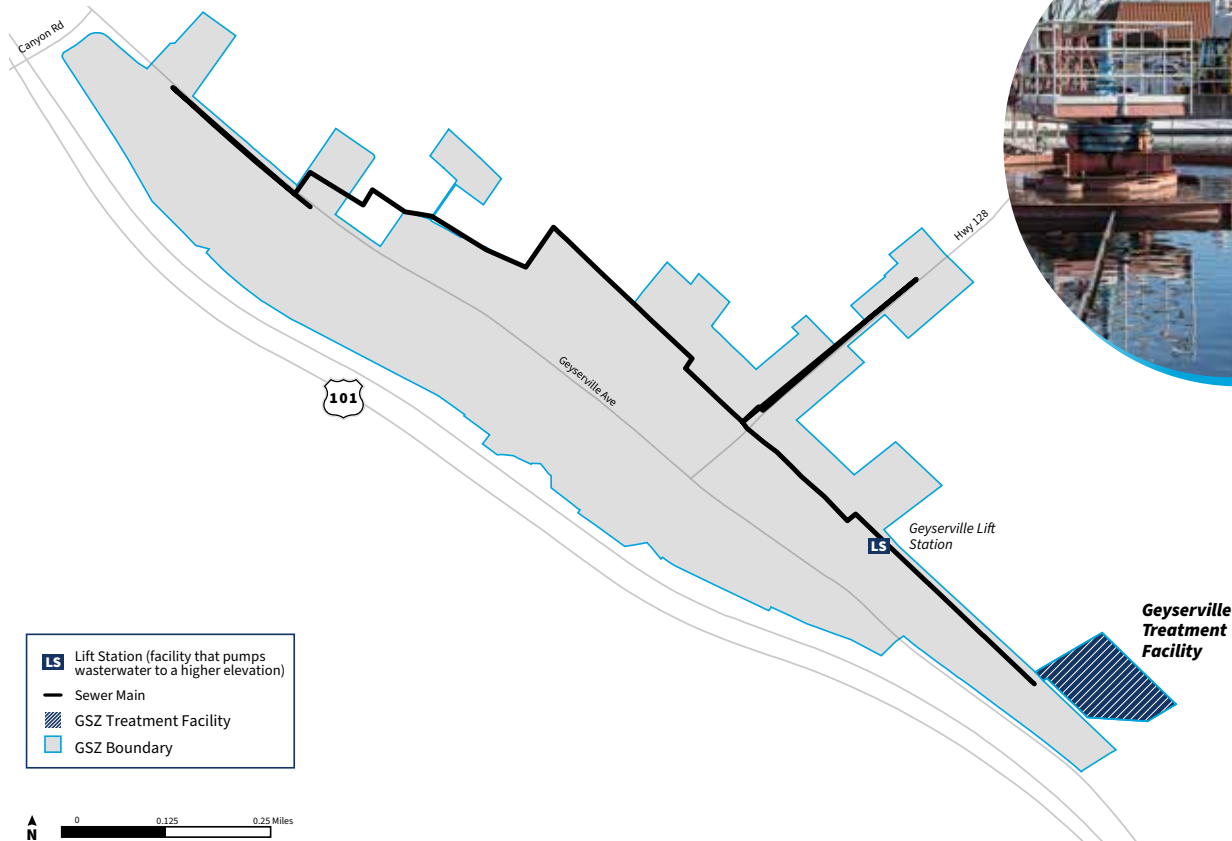 Canyon Rd
Hwy 128
101
Geyserville Ave
Geyserville Lift
Station
LS
Geyserville
Treatment
Facility
LS
Lift Station (facility that pumps
wasterwater to a higher elevation)
Sewer Main
GSZ Treatment Facility
GSZ Boundary
N
0 0.125 0.25 Miles